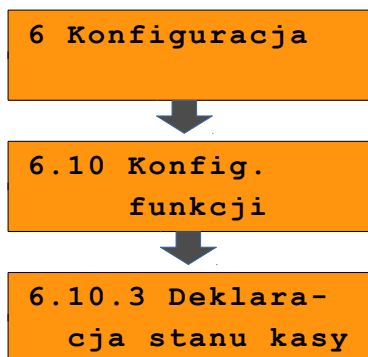 6 Konfiguracja
6.10 Konfig.
funkcji
6.10.3 Deklara-
cja stanu kasy